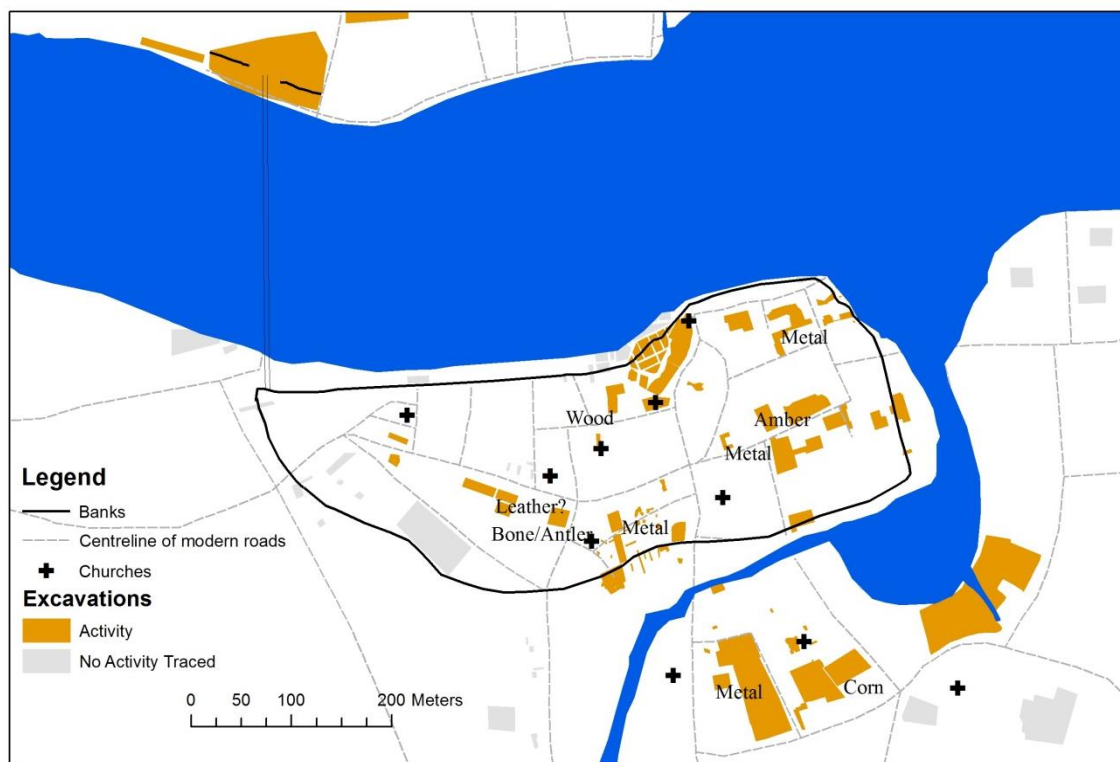 Metal
Wood
Amber
Metal
Leather?
Bone/Antler
Metal
Metal
Corn
Legend
Banks
Centreline of modern roads
Churches
Excavations
Activity
No Activity Traced
0 50 100 200 Meters